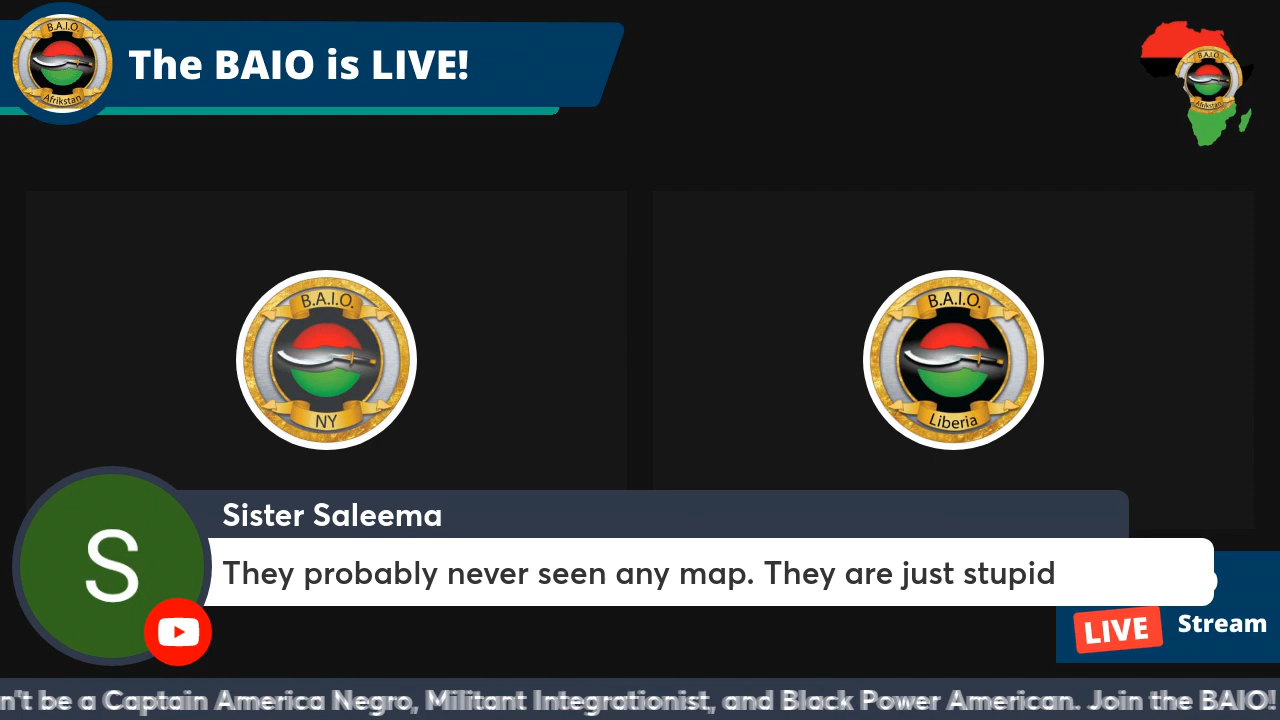 B.A.I.O.
Afrikstan
The BAIO is LIVE!
B.A.I.O.
Afrikstan
B.A.I.O.
NY
B.A.I.O.
Liberia
S
Sister Saleema
They probably never seen any map. They are just stupid
LIVE Stream
n't be a Captain America Negro, Militant Integrationist, and Black Power American. Join the BAIO!